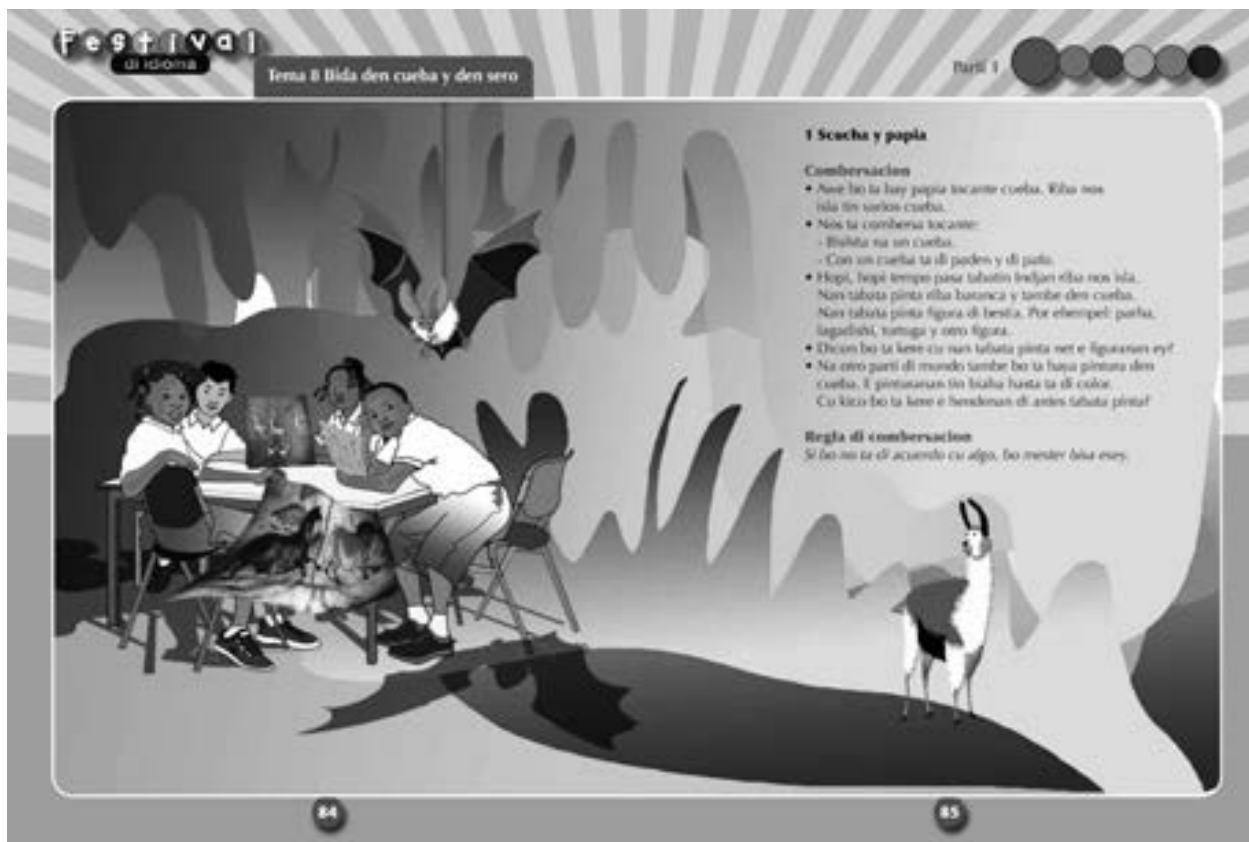 Festival
di idioma
Tema 8 Bida den cueba y den sero
Parti 1
1 Scucha y papia
Combersacion
• Awe bo ta bay papia tocante cueba. Riba nos
isla tin varios cueba.
• Nos ta combersa tocante:
- Bishita na un cueba.
- Con un cueba ta di paden y di pafo.
• Hopi, hopi tempo pasa tabatin Indjan riba nos isla.
Nan tabata pinta riba baranca y tambe den cueba.
Nan tabata pinta figura di bestia. Por ehempel: parha,
lagadishi, tortuga y otro figura.
• Dicon bo ta kere cu nan tabata pinta net e figuranan ey?
• Na otro parti di mundo tambe bo ta haya pintura den
cueba. E pinturanan tin biaha hasta ta di color.
Cu kico bo ta kere e hendenan di antes tabata pinta?
Regla di combersacion
Si bo no ta di acuerdo cu algo, bo mester bisa esey.
84
85